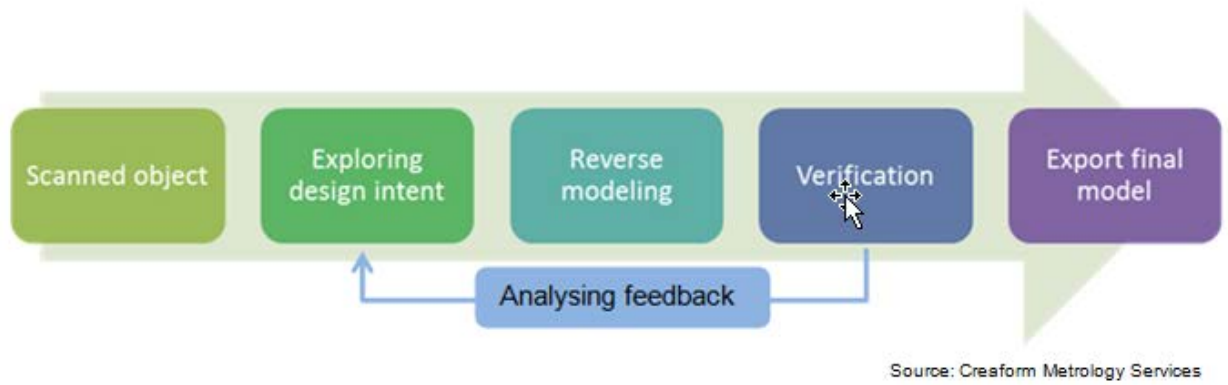 Scanned object
Exploring
design intent
Reverse
modeling
Verification
Export final
model
Analysing feedback
Source: Creaform Metrology Services